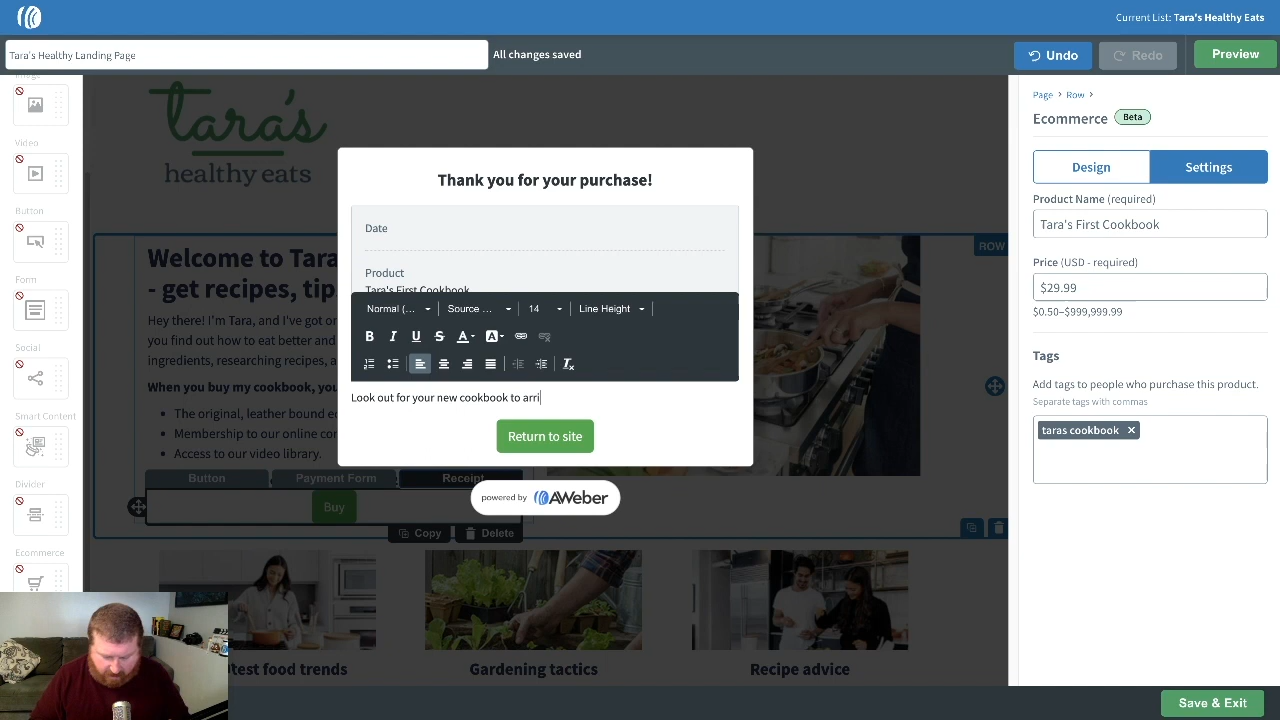 Current List: Tara's Healthy Eats
Tara's Healthy Landing Page
All changes saved
Undo
Redo
Preview
Video
Button
Form
Social
Smart Content
Divider
Ecommerce
tara's
healthy eats
ROW
Welcome to Tara
- get recipes, tip
Hey there! I'm Tara, and I've got or
you find out how to eat better and
ingredients, researching recipes, a
When you buy my cookbook, you
The original, leather bound ed
Membership to our online con
Access to our video library.
Button
Payment Form
Receipt
Buy
Copy
Delete
Thank you for your purchase!
Date
Product
Tara's First Cookbook
Normal (...
Source ...
14
Line Height
Look out for your new cookbook to arri
Return to site
powered by AWeber
test food trends
Gardening tactics
Recipe advice
Page > Row >
Ecommerce Beta
Design
Settings
Product Name (required)
Tara's First Cookbook
Price (USD - required)
$29.99
$0.50–$999,999.99
Tags
Add tags to people who purchase this product.
Separate tags with commas
taras cookbook
Save & Exit